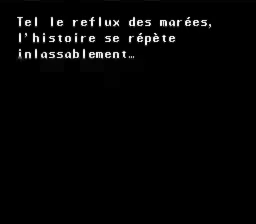 Tel le reflux des marées,
l'histoire se répète
inlassablement…